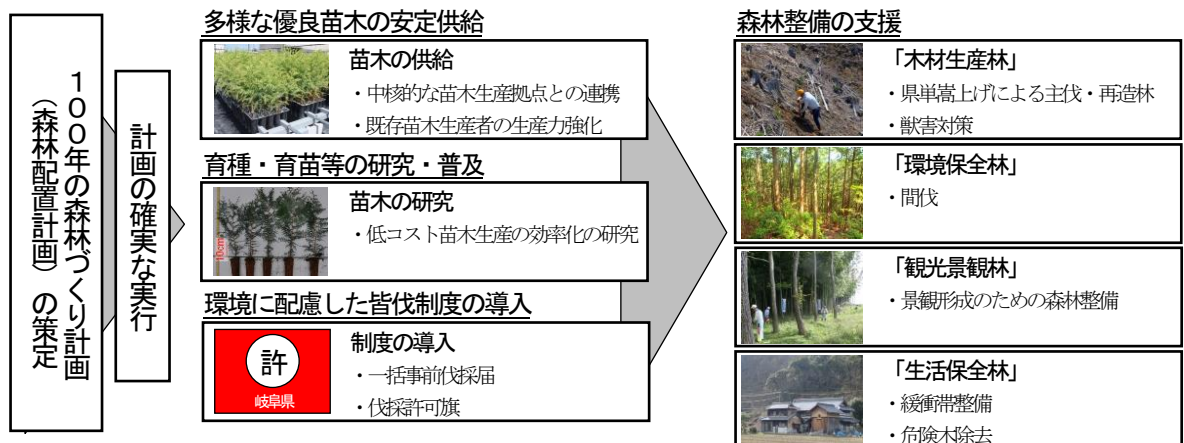 １００年の森林づくり計画
（森林配置計画）の策定
計画の確実な実行
多様な優良苗木の安定供給
苗木の供給
・中核的な苗木生産拠点との連携
・既存苗木生産者の生産力強化
育種・育苗等の研究・普及
10cm
苗木の研究
・低コスト苗木生産の効率化の研究
環境に配慮した皆伐制度の導入
許
岐阜県
制度の導入
・一括事前伐採届
・伐採許可旗
森林整備の支援
「木材生産林」
・県単嵩上げによる主伐・再造林
・獣害対策
「環境保全林」
・間伐
「観光景観林」
・景観形成のための森林整備
「生活保全林」
・緩衝帯整備
・危険木除去